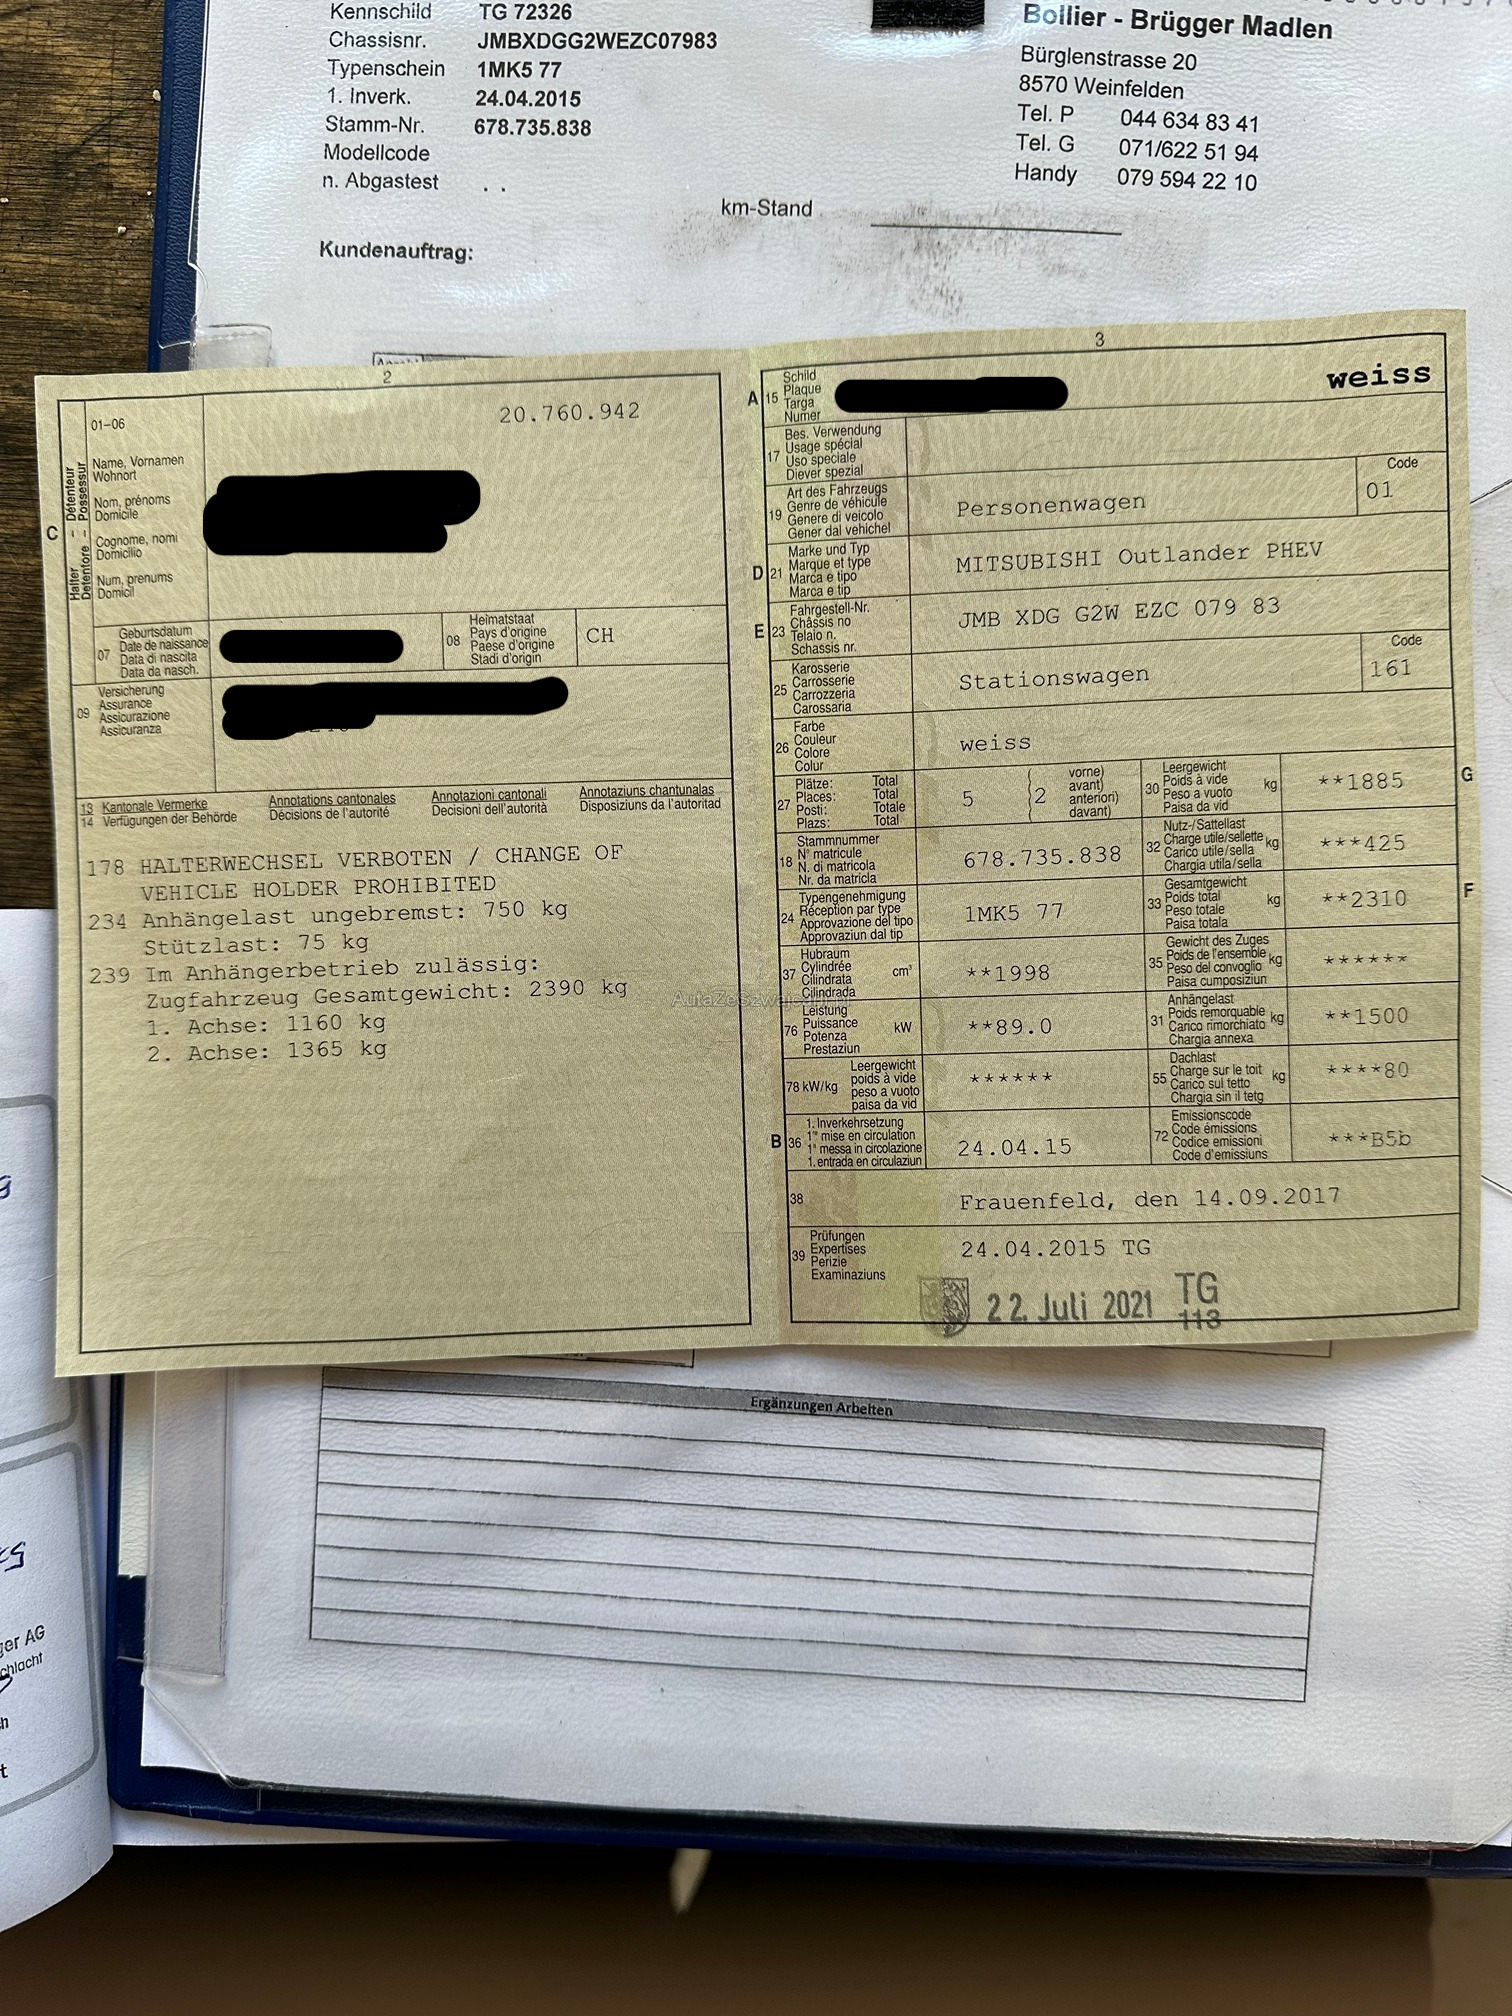 Kennschild TG 72326
Chassisnr. JMBXDGG2WEZC07983
Typenschein 1MK5 77
1. Inverk. 24.04.2015
Stamm-Nr. 678.735.838
Modellcode
n. Abgastest . .
Bollier - Brügger Madlen
Bürglenstrasse 20
8570 Weinfelden
Tel. P 044 634 83 41
Tel. G 071/622 51 94
Handy 079 594 22 10
km-Stand
Kundenauftrag:
2
01-06
20.760.942
C
Halter - Détenteur
Detentore - Possessur
Name, Vornamen
Wohnort
Nom, prénoms
Domicile
Cognome, nomi
Domicilio
Num, prenums
Domicil
07
Geburtsdatum
Date de naissance
Data di nascita
Data da nasch.
08
Heimatstaat
Pays d'origine
Paese d'origine
Stadi d'origin
CH
09
Versicherung
Assurance
Assicurazione
Assicuranza
13 Kantonale Vermerke Annotations cantonales Annotazioni cantonali Annotaziuns chantunalas
14 Verfügungen der Behörde Décisions de l'autorité Decisioni dell'autorità Disposiziuns da l'autoritad
178 HALTERWECHSEL VERBOTEN / CHANGE OF
VEHICLE HOLDER PROHIBITED
234 Anhängelast ungebremst: 750 kg
Stützlast: 75 kg
239 Im Anhängerbetrieb zulässig:
Zugfahrzeug Gesamtgewicht: 2390 kg
1. Achse: 1160 kg
2. Achse: 1365 kg
3
A 15
Schild
Plaque
Targa
Numer
weiss
17
Bes. Verwendung
Usage spécial
Uso speciale
Diever spezial
19
Art des Fahrzeugs
Genre de véhicule
Genere di veicolo
Gener dal vehichel
Personenwagen
Code
01
D 21
Marke und Typ
Marque et type
Marca e tipo
Marca e tip
MITSUBISHI Outlander PHEV
E 23
Fahrgestell-Nr.
Châssis no
Telaio n.
Schassis nr.
JMB XDG G2W EZC 079 83
25
Karosserie
Carrosserie
Carrozzeria
Carossaria
Stationswagen
Code
161
26
Farbe
Couleur
Colore
Colur
weiss
27
Plätze: Total
Places: Total
Posti: Totale
Plazs: Total
5
(2
vorne)
avant)
anteriori)
davant)
30
Leergewicht
Poids à vide
Peso a vuoto
Paisa da vid
kg
**1885
G
18
Stammnummer
N° matricule
N. di matricola
Nr. da matricla
678.735.838
32
Nutz-/Sattellast
Charge utile/sellette
Carico utile/sella
Chargia utila/sella
kg
***425
24
Typengenehmigung
Réception par type
Approvazione del tipo
Approvaziun dal tip
1MK5 77
33
Gesamtgewicht
Poids total
Peso totale
Paisa totala
kg
**2310
F
37
Hubraum
Cylindrée
Cilindrata
Cilindrada
cm³
**1998
35
Gewicht des Zuges
Poids de l'ensemble
Peso del convoglio
Paisa cumposiziun
kg
******
76
Leistung
Puissance
Potenza
Prestaziun
kW
**89.0
31
Anhängelast
Poids remorquable
Carico rimorchiato
Chargia annexa
kg
**1500
78 kW/kg
Leergewicht
poids à vide
peso a vuoto
paisa da vid
******
55
Dachlast
Charge sur le toit
Carico sul tetto
Chargia sin il tetg
kg
****80
B 36
1. Inverkehrsetzung
1re mise en circulation
1a messa in circolazione
1. entrada en circulaziun
24.04.15
72
Emissionscode
Code émissions
Codice emissioni
Code d'emissiuns
***B5b
38
Frauenfeld, den 14.09.2017
39
Prüfungen
Expertises
Perizie
Examinaziuns
24.04.2015 TG
22. Juli 2021 TG
113
Ergänzungen Arbeiten
ger AG